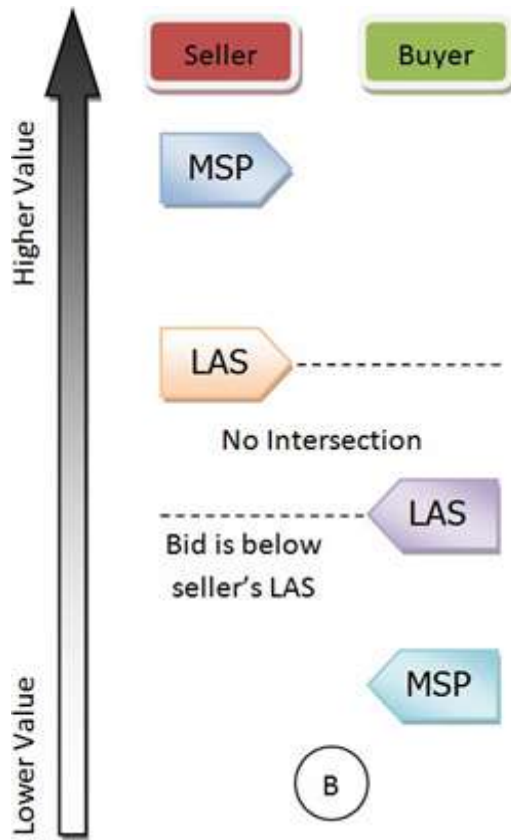 Seller
Buyer
Higher Value
MSP
LAS
No Intersection
LAS
Bid is below
seller's LAS
MSP
Lower Value
B